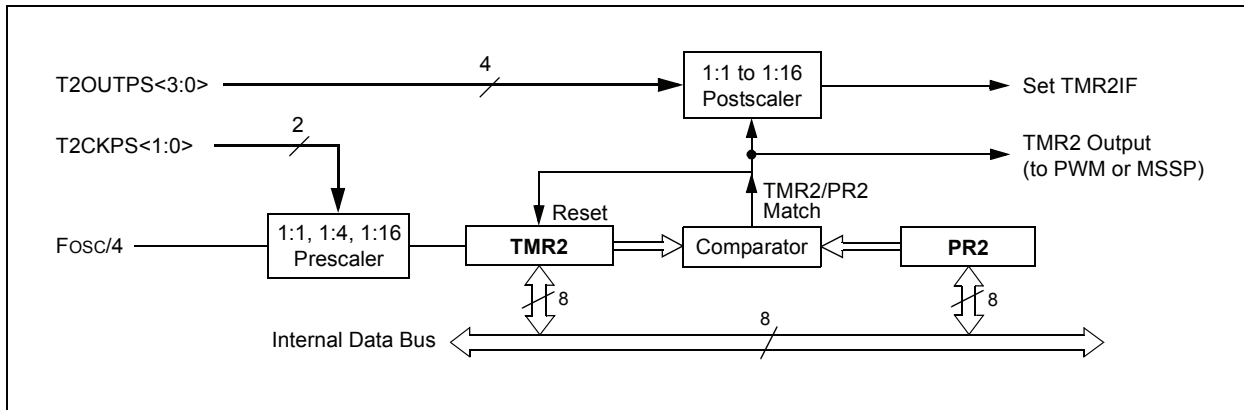 T2OUTPS<3:0>
4
1:1 to 1:16
Postscaler
Set TMR2IF
T2CKPS<1:0>
2
TMR2 Output
(to PWM or MSSP)
TMR2/PR2
Match
Reset
FOSC/4
1:1, 1:4, 1:16
Prescaler
TMR2
Comparator
PR2
8
8
Internal Data Bus
8